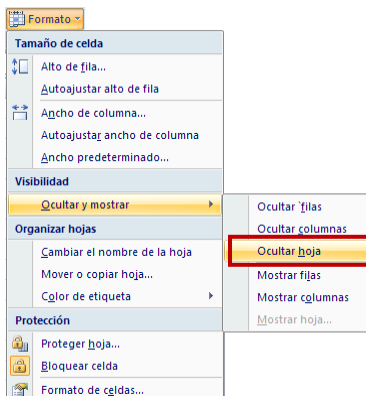 Formato
Tamaño de celda
Alto de fila...
Autoajustar alto de fila
Ancho de columna...
Autoajustar ancho de columna
Ancho predeterminado...
Visibilidad
Ocultar y mostrar
Organizar hojas
Cambiar el nombre de la hoja
Mover o copiar hoja...
Color de etiqueta
Protección
Proteger hoja...
Bloquear celda
Formato de celdas...
Ocultar `filas
Ocultar columnas
Ocultar hoja
Mostrar filas
Mostrar columnas
Mostrar hoja...